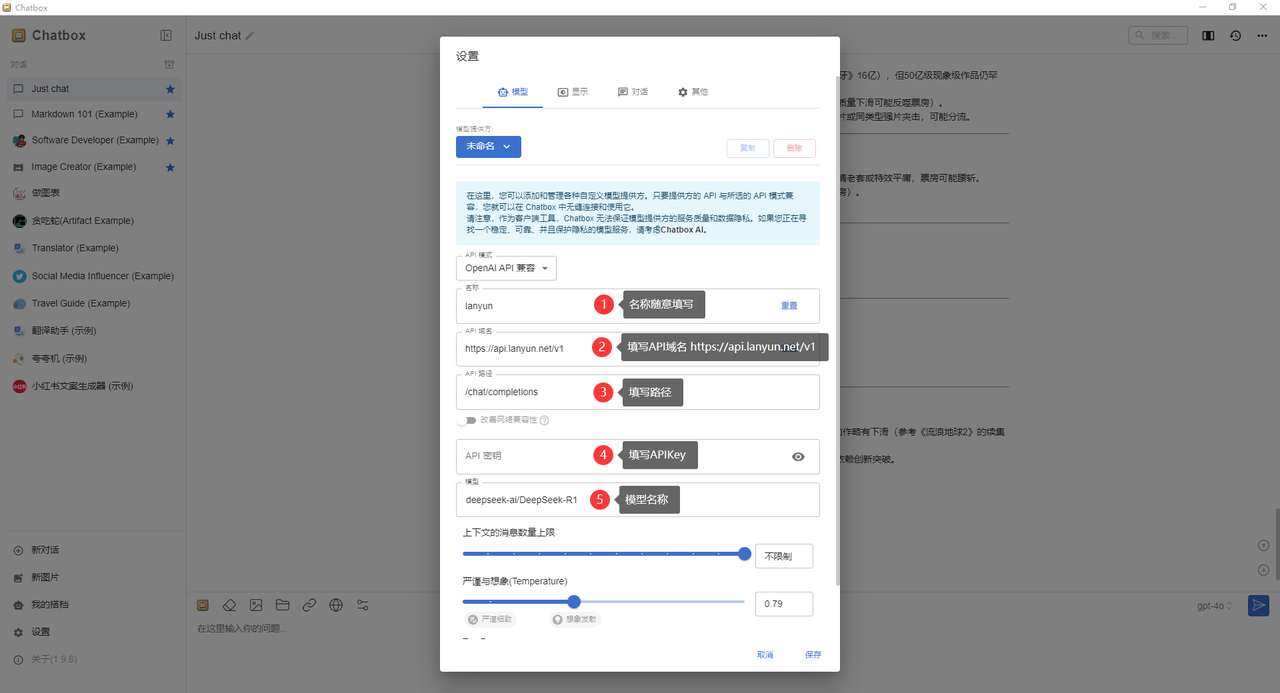 Chatbox
Chatbox
Just chat
搜索
对话
Just chat
Markdown 101 (Example)
Software Developer (Example)
Image Creator (Example)
做图表
贪吃蛇(Artifact Example)
Translator (Example)
Social Media Influencer (Example)
Travel Guide (Example)
翻译助手 (示例)
夸夸机 (示例)
小红书文案生成器 (示例)
新对话
新图片
我的搭档
设置
关于(1.9.8)
》16亿），但50亿级现象级作品仍罕
质量下滑可能反噬票房）。
片或同类型强片夹击，可能分流。
情老套或特效平庸，票房可能腰斩。
房）。
作略有下滑（参考《流浪地球2》的续集
赖创新突破。
设置
模型
显示
对话
其他
模型提供方
未命名
复制
删除
在这里，您可以添加和管理各种自定义模型提供方。只要提供方的 API 与所选的 API 模式兼
容，您就可以在 Chatbox 中无缝连接和使用它。
请注意，作为客户端工具，Chatbox 无法保证模型提供方的服务质量和数据隐私。如果您正在寻
找一个稳定、可靠、并且保护隐私的模型服务，请考虑Chatbox AI。
API 模式
OpenAI API 兼容
名称
lanyun
1
名称随意填写
重置
API 域名
https://api.lanyun.net/v1
2
填写API域名 https://api.lanyun.net/v1
API 路径
/chat/completions
3
填写路径
改善网络兼容性
API 密钥
4
填写APIKey
模型
deepseek-ai/DeepSeek-R1
5
模型名称
上下文的消息数量上限
不限制
严谨与想象(Temperature)
0.79
严谨细致
想象发散
取消
保存
gpt-4o
在这里输入你的问题...